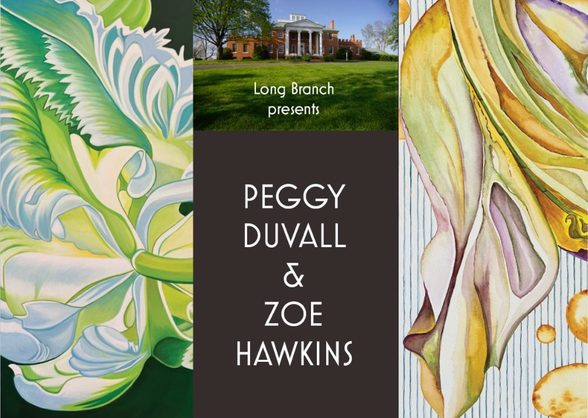 Long Branch
presents
PEGGY
DUVALL
&
ZOE
HAWKINS